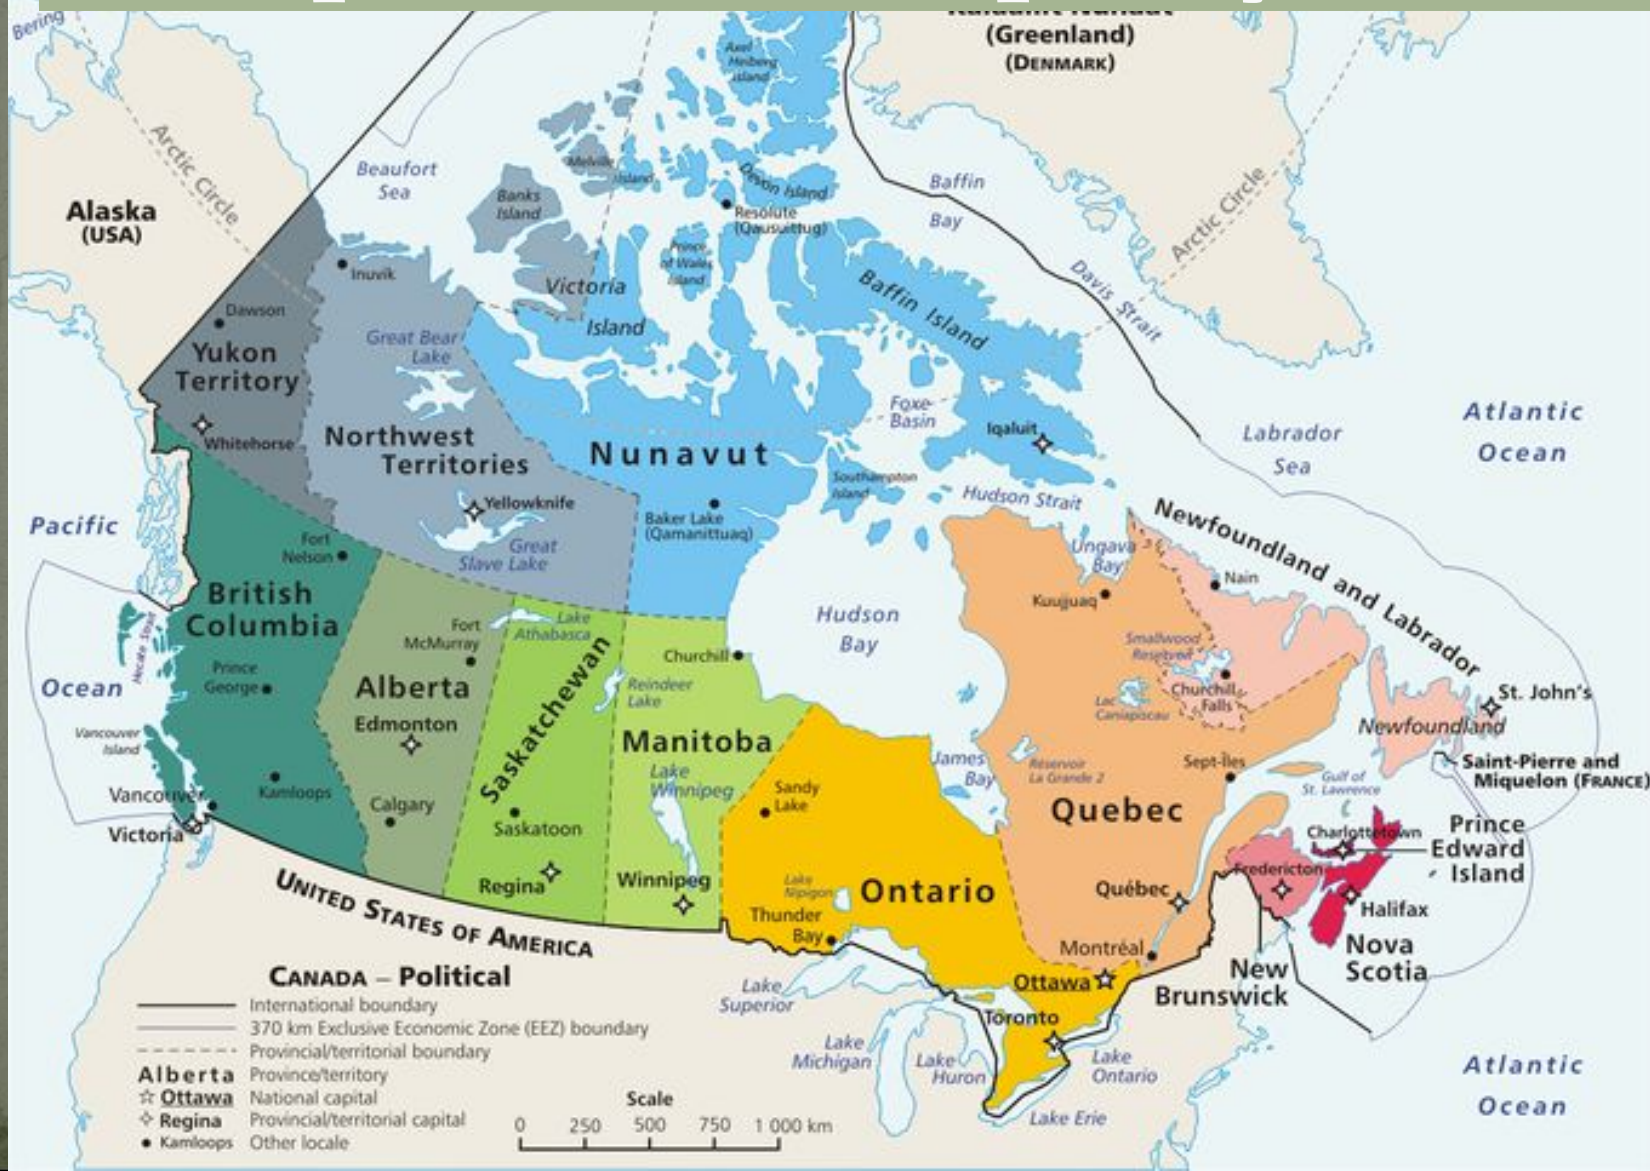 Bering
(Greenland)
(DENMARK)
Axel
Heiberg
Island
Arctic Circle
Beaufort
Sea
Melville
Island
Banks
Island
Devon Island
Resolute
(Qausuittuq)
Baffin
Bay
Arctic Circle
Alaska
(USA)
Prince
of Wales
Island
Inuvik
Victoria
Island
Baffin Island
Davis Strait
Dawson
Great Bear
Lake
Yukon
Territory
Whitehorse
Northwest
Territories
Nunavut
Foxe
Basin
Iqaluit
Labrador
Sea
Atlantic
Ocean
Yellowknife
Great
Slave Lake
Baker Lake
(Qamanittuaq)
Southampton
Island
Hudson Strait
Newfoundland and Labrador
Pacific
Ocean
Fort
Nelson
British
Columbia
Hecate Strait
Prince
George
Fort
McMurray
Lake
Athabasca
Saskatchewan
Churchill
Reindeer
Lake
Hudson
Bay
Ungava
Bay
Kuujjuaq
Nain
Smallwood
Reservoir
Churchill
Falls
Lac
Caniapiscau
St. John's
Newfoundland
Saint-Pierre and
Miquelon (FRANCE)
Alberta
Edmonton
Manitoba
Lake
Winnipeg
Vancouver
Island
Vancouver
Victoria
Kamloops
Calgary
Saskatoon
Regina
Winnipeg
Sandy
Lake
James
Bay
Réservoir
La Grande 2
Sept-Îles
Gulf of
St. Lawrence
Quebec
Charlottetown
Prince
Edward
Island
Fredericton
Halifax
Nova
Scotia
New
Brunswick
Lake
Nipigon
Ontario
Thunder
Bay
Québec
Montréal
Ottawa
Toronto
Lake
Superior
Lake
Michigan
Lake
Huron
Lake
Ontario
Lake Erie
Atlantic
Ocean
UNITED STATES OF AMERICA
CANADA – Political
International boundary
370 km Exclusive Economic Zone (EEZ) boundary
Provincial/territorial boundary
Alberta Province/territory
Ottawa National capital
Regina Provincial/territorial capital
Kamloops Other locale
Scale
0 250 500 750 1 000 km